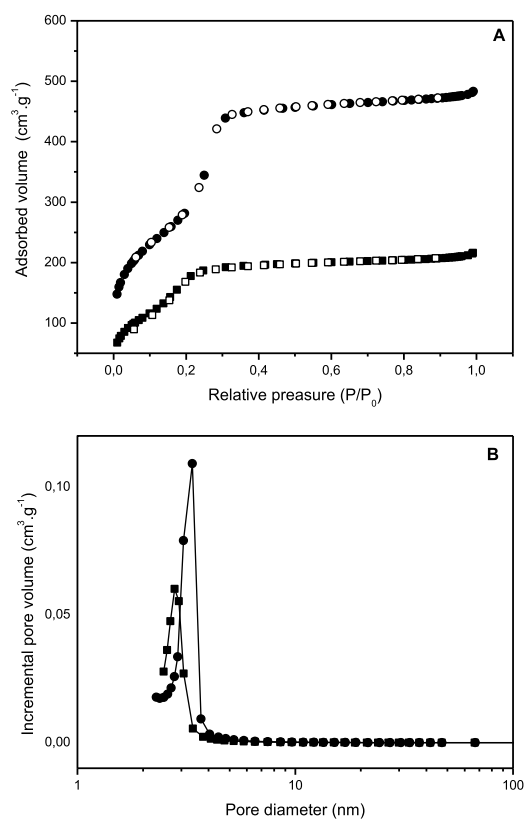 A
600
500
400
300
200
100
Adsorbed volume (cm³.g⁻¹)
0,0 0,2 0,4 0,6 0,8 1,0
Relative preasure (P/P₀)
B
0,10
0,05
0,00
Incremental pore volume (cm³.g⁻¹)
1 10 100
Pore diameter (nm)